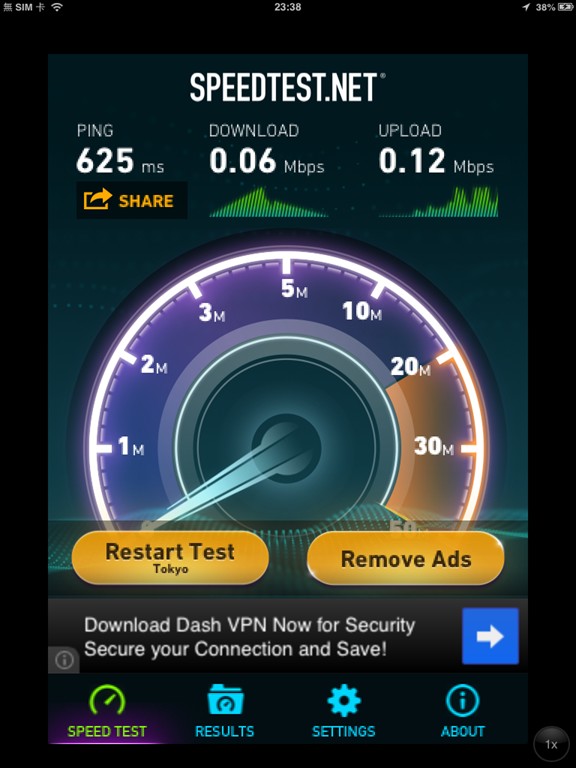 無 SIM 卡 23:38 38%
SPEEDTEST.NET®
PING DOWNLOAD UPLOAD
625 ms 0.06 Mbps 0.12 Mbps
SHARE
5M
3M 10M
2M 20M
1M 30M
0 50M
Restart Test
Tokyo
Remove Ads
Download Dash VPN Now for Security
Secure your Connection and Save!
SPEED TEST RESULTS SETTINGS ABOUT
1x